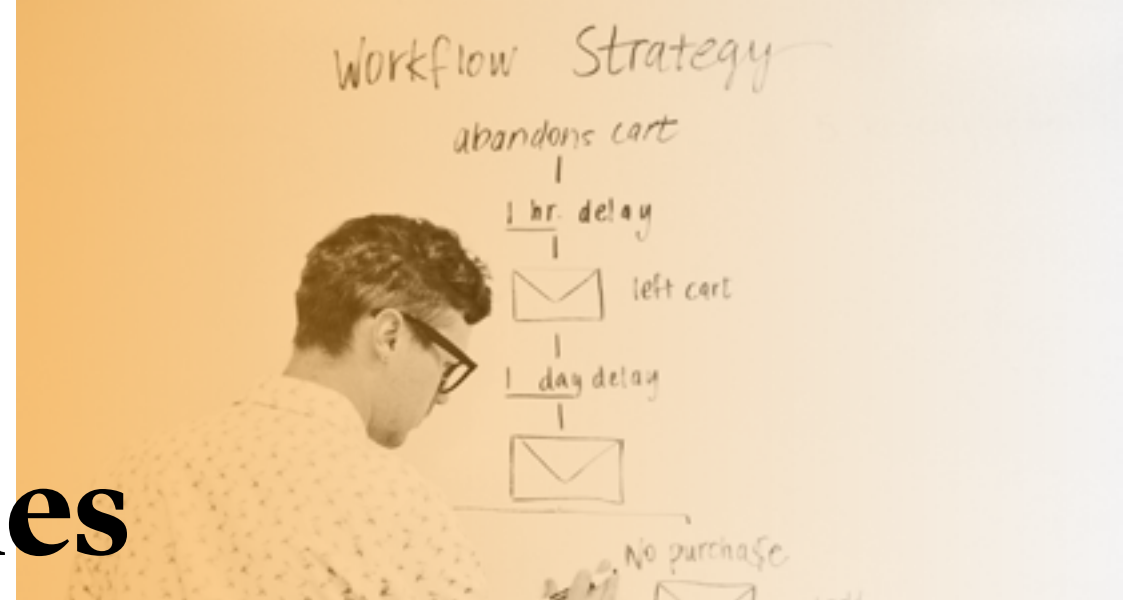 Workflow Strategy
abandons cart
1 hr. delay
left cart
1 day delay
es
No purchase